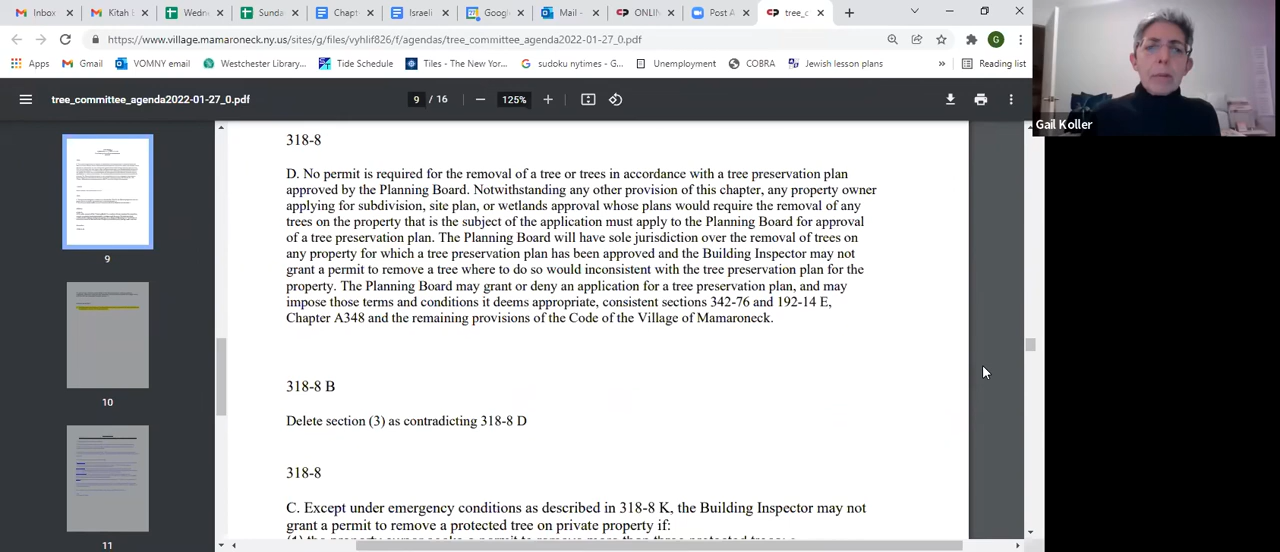 Inbox
Kitah
Wedn
Sunda
Chapt
Israeli
Googl
Mail -
ONLIN
Post A
tree_c
https://www.village.mamaroneck.ny.us/sites/g/files/vyhlif826/f/agendas/tree_committee_agenda2022-01-27_0.pdf
G
Apps
Gmail
VOMNY email
Westchester Library...
Tide Schedule
Tiles - The New Yor...
sudoku nytimes - G...
Unemployment
COBRA
Jewish lesson plans
»
Reading list
tree_committee_agenda2022-01-27_0.pdf
9 / 16
125%
Gail Koller
9
10
11
318-8
D. No permit is required for the removal of a tree or trees in accordance with a tree preservation plan
approved by the Planning Board. Notwithstanding any other provision of this chapter, any property owner
applying for subdivision, site plan, or wetlands approval whose plans would require the removal of any
trees on the property that is the subject of the application must apply to the Planning Board for approval
of a tree preservation plan. The Planning Board will have sole jurisdiction over the removal of trees on
any property for which a tree preservation plan has been approved and the Building Inspector may not
grant a permit to remove a tree where to do so would inconsistent with the tree preservation plan for the
property. The Planning Board may grant or deny an application for a tree preservation plan, and may
impose those terms and conditions it deems appropriate, consistent sections 342-76 and 192-14 E,
Chapter A348 and the remaining provisions of the Code of the Village of Mamaroneck.
318-8 B
Delete section (3) as contradicting 318-8 D
318-8
C. Except under emergency conditions as described in 318-8 K, the Building Inspector may not
grant a permit to remove a protected tree on private property if: